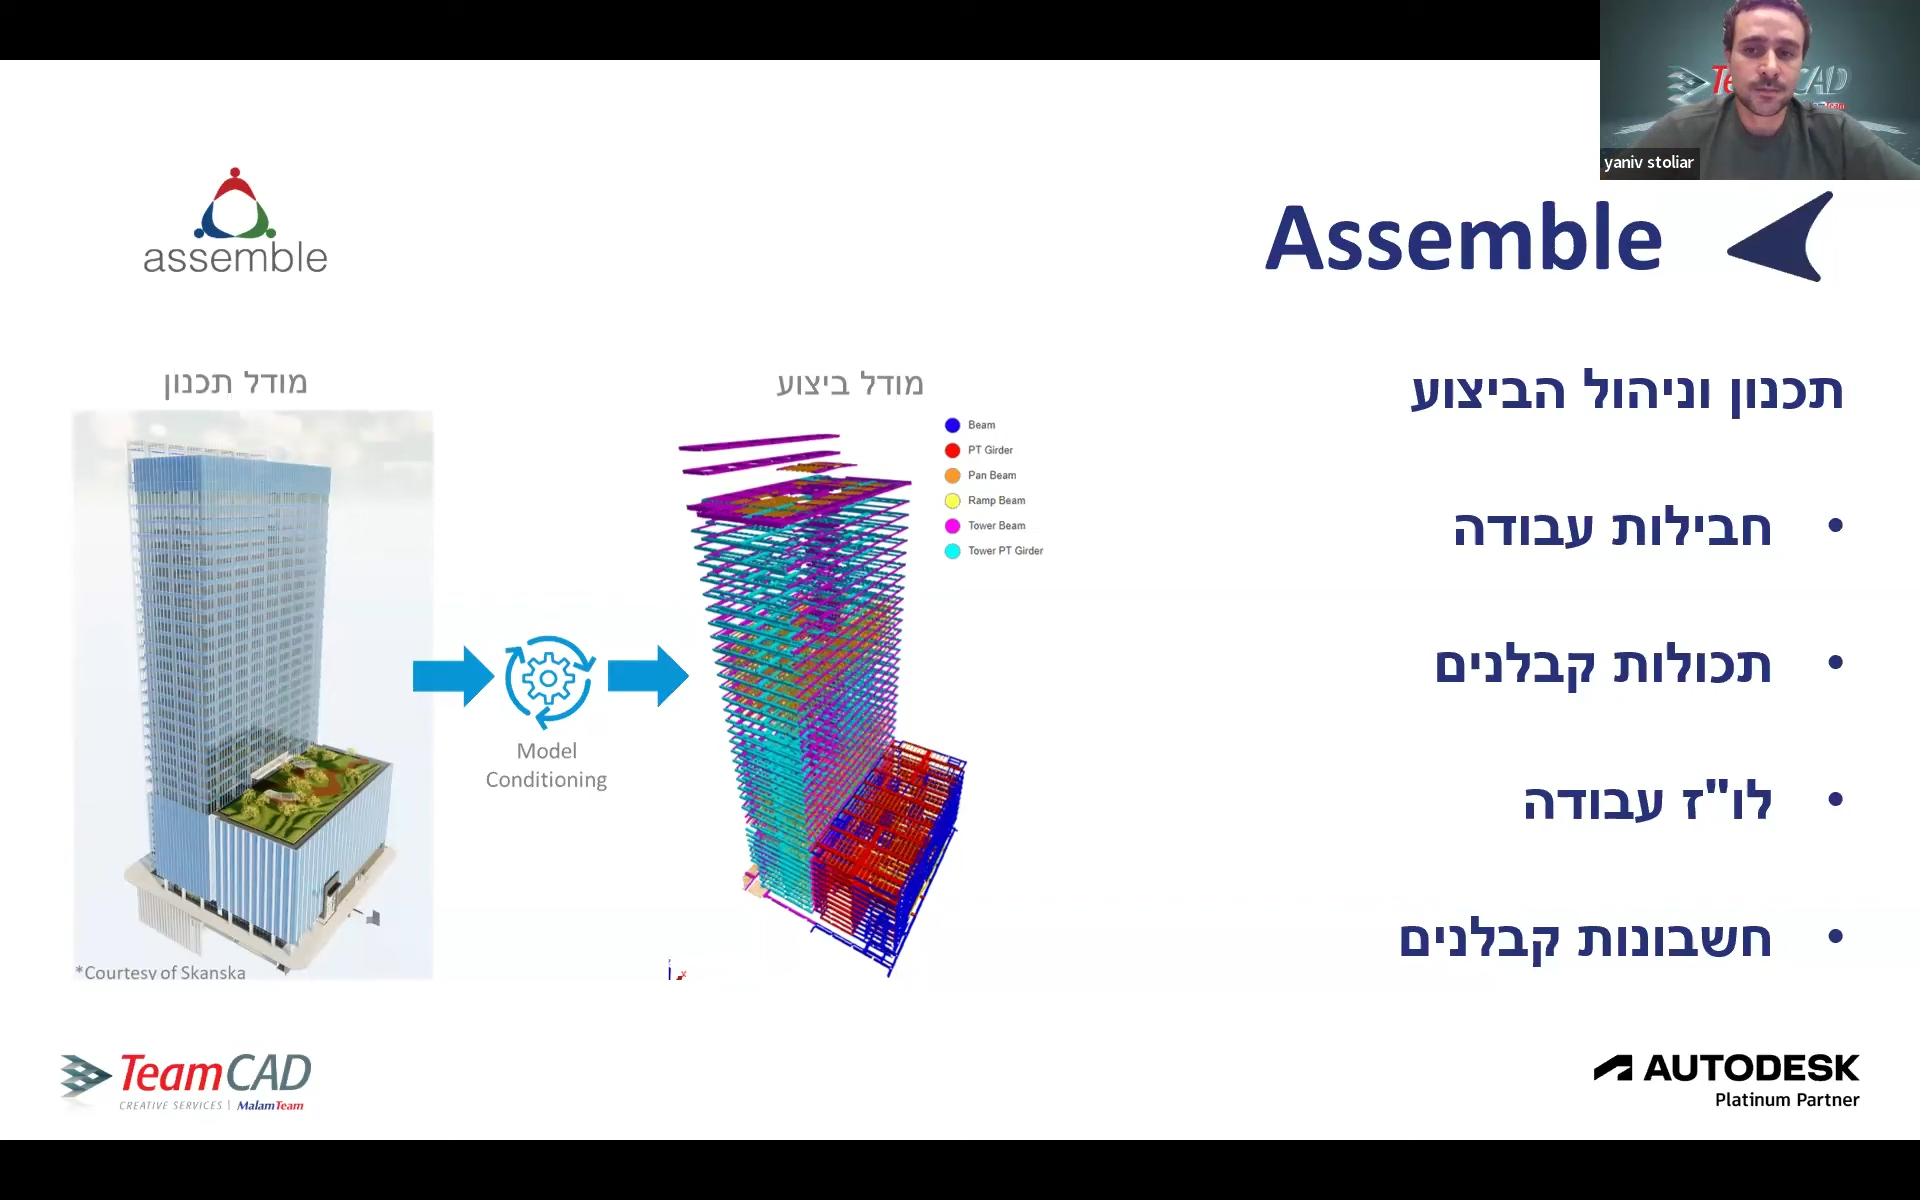 yaniv stoliar
assemble
Assemble
תכנון וניהול הביצוע
• חבילות עבודה
• תכולות קבלנים
• לו"ז עבודה
• חשבונות קבלנים
מודל ביצוע
מודל תכנון
Beam
PT Girder
Pan Beam
Ramp Beam
Tower Beam
Tower PT Girder
Model
Conditioning
*Courtesy of Skanska
TeamCAD
CREATIVE SERVICES | MalamTeam
AUTODESK
Platinum Partner